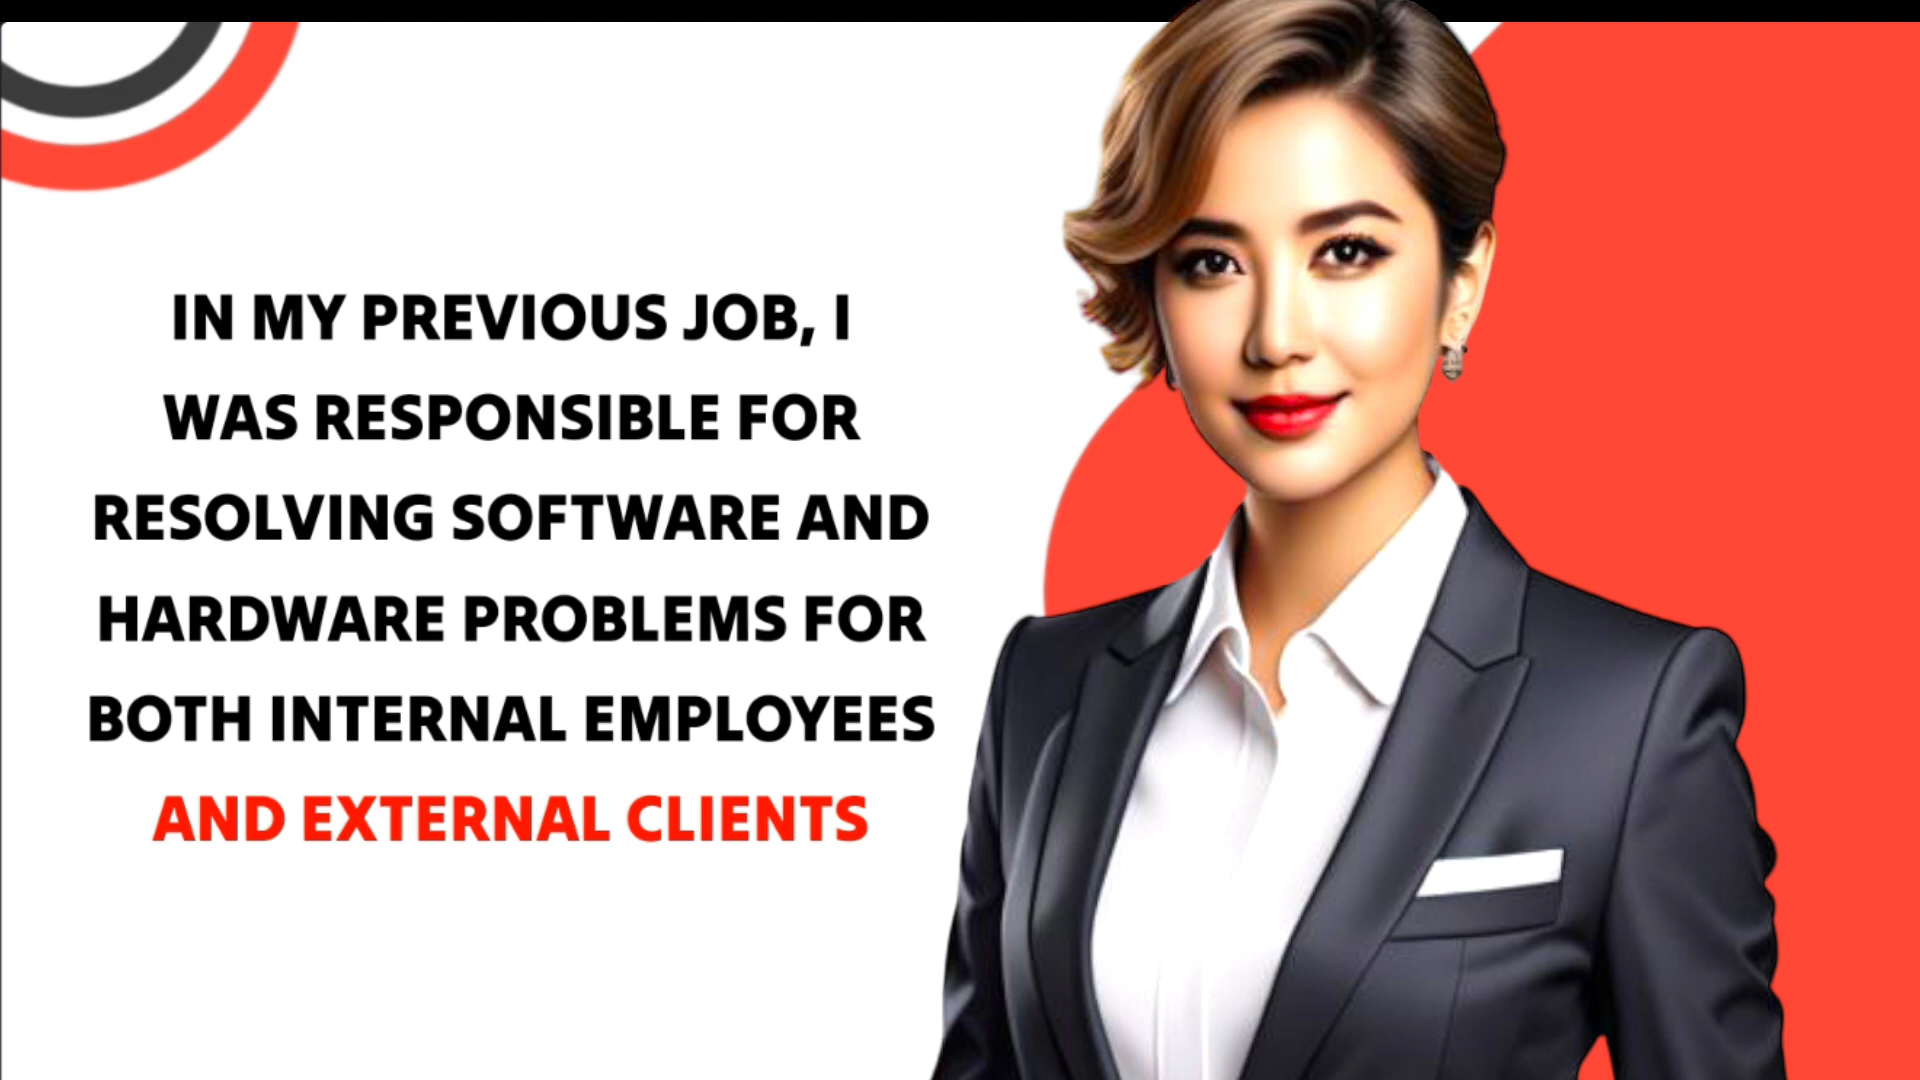 IN MY PREVIOUS JOB, I
WAS RESPONSIBLE FOR
RESOLVING SOFTWARE AND
HARDWARE PROBLEMS FOR
BOTH INTERNAL EMPLOYEES
AND EXTERNAL CLIENTS